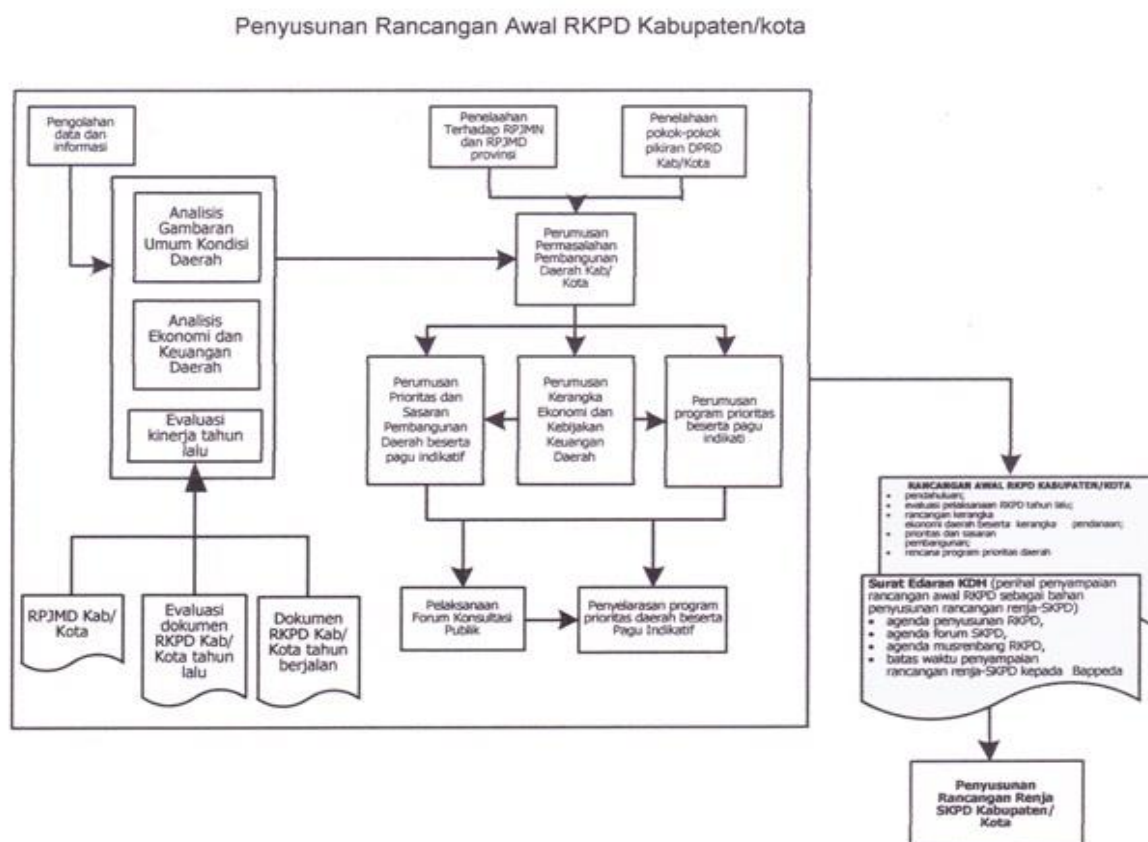 Penyusunan Rancangan Awal RKPD Kabupaten/kota
Pengolahan
data dan
informasi
Penelaahan
Terhadap RPJMN
dan RPJMD
provinsi
Penelahaan
pokok-pokok
pikiran DPRD
Kab/Kota
Analisis
Gambaran
Umum Kondisi
Daerah
Analisis
Ekonomi dan
Keuangan
Daerah
Evaluasi
kinerja tahun
lalu
Perumusan
Permasalahan
Pembangunan
Daerah Kab/
Kota
Perumusan
Prioritas dan
Sasaran
Pembangunan
Daerah beserta
pagu indikatif
Perumusan
Kerangka
Ekonomi dan
Kebijakan
Keuangan
Daerah
Perumusan
program prioritas
beserta pagu
indikati
RPJMD Kab/
Kota
Evaluasi
dokumen
RKPD Kab/
Kota tahun
lalu
Dokumen
RKPD Kab/
Kota tahun
berjalan
Pelaksanaan
Forum Konsultasi
Publik
Penyelarasan program
prioritas daerah beserta
Pagu Indikatif
RANCANGAN AWAL RKPD KABUPATEN/KOTA
• pendahuluan;
• evaluasi pelaksanaan RKPD tahun lalu;
• rancangan kerangka
ekonomi daerah beserta kerangka pendanaan;
• prioritas dan sasaran
pembangunan;
• rencana program prioritas daerah
Surat Edaran KDH (perihal penyampaian
rancangan awal RKPD sebagai bahan
penyusunan rancangan renja-SKPD)
• agenda penyusunan RKPD,
• agenda forum SKPD,
• agenda musrenbang RKPD,
• batas waktu penyampaian
rancangan renja-SKPD kepada Bappeda
Penyusunan
Rancangan Renja
SKPD Kabupaten/
Kota